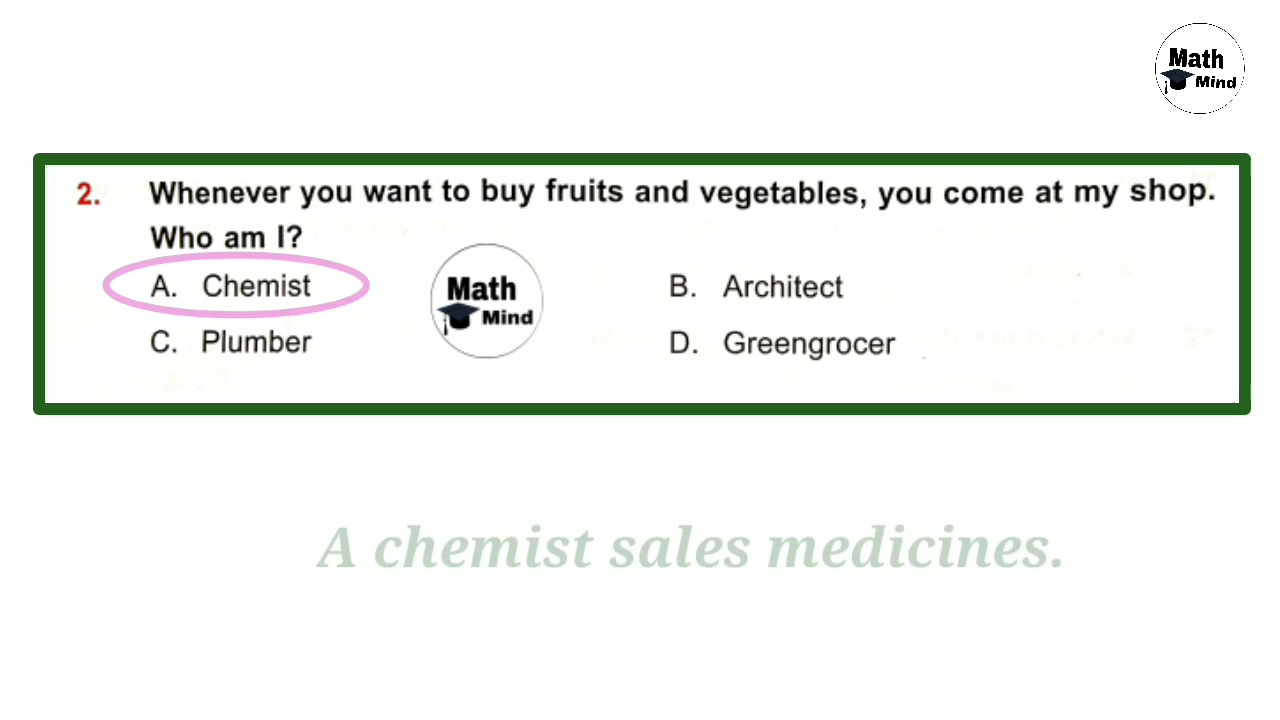 Math
Mind
2. Whenever you want to buy fruits and vegetables, you come at my shop.
Who am I?
A. Chemist B. Architect
Math
Mind
C. Plumber D. Greengrocer
A chemist sales medicines.